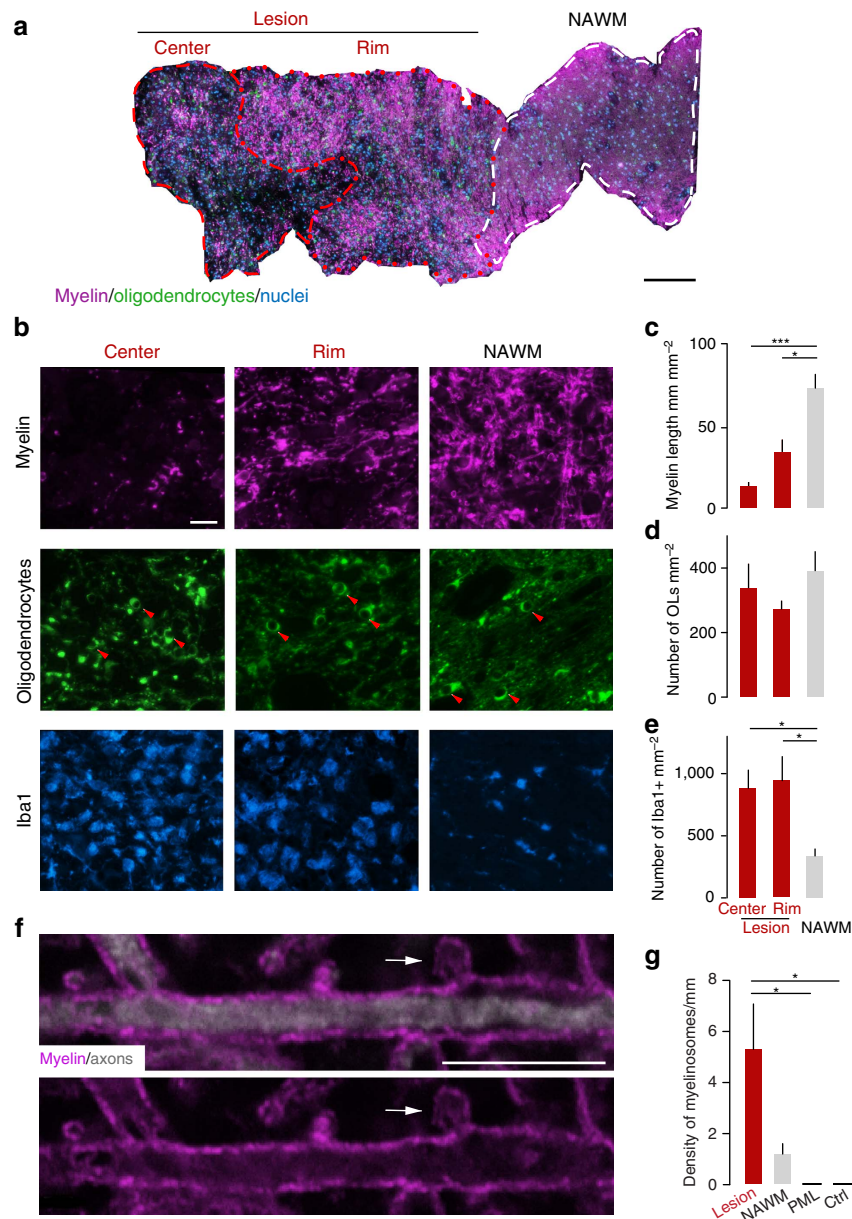 a
Lesion
Center Rim NAWM
Myelin/oligodendrocytes/nuclei
b
Center Rim NAWM
Myelin
Oligodendrocytes
Iba1
c
Myelin length mm mm−2
100
50
0
***
*
d
Number of OLs mm−2
400
200
0
e
Number of Iba1+ mm−2
1,000
500
0
*
*
Center Rim NAWM
Lesion
f
Myelin/axons
g
Density of myelinosomes/mm
8
6
4
2
0
*
*
Lesion NAWM PML Ctrl